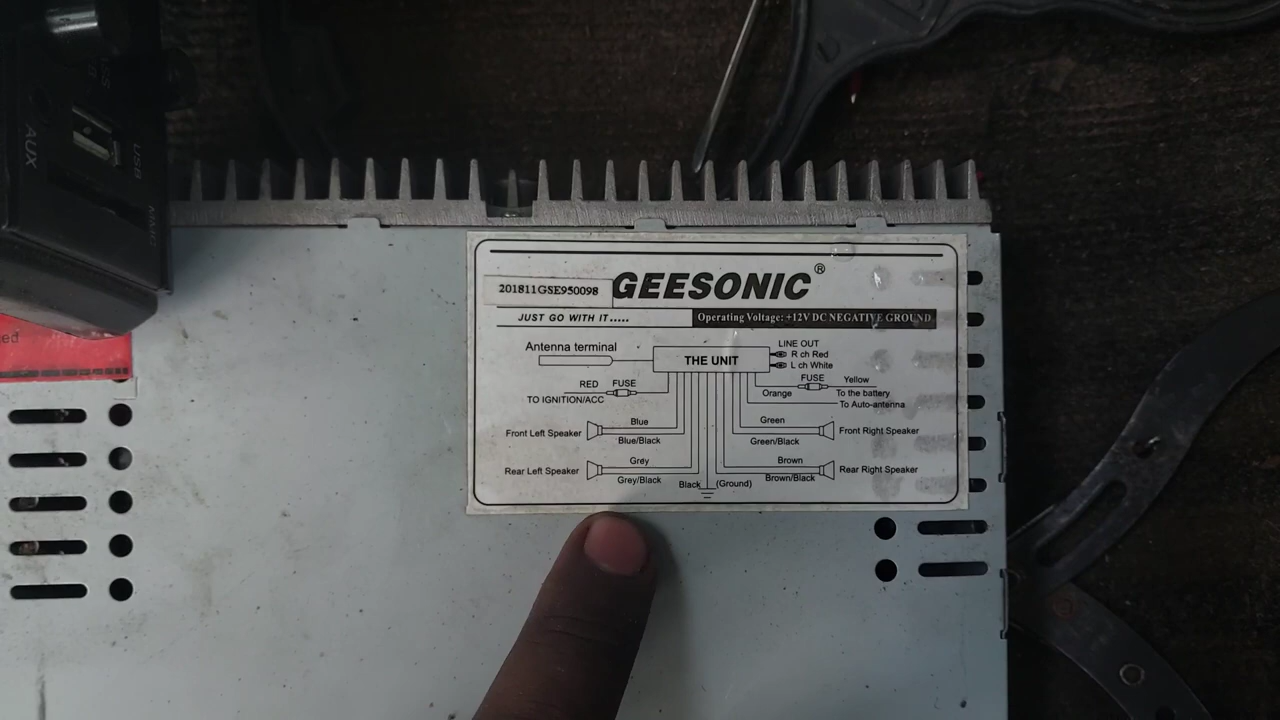 AUX
USB
ed
GEESONIC®
201811GSE950098
JUST GO WITH IT.....
Operating Voltage: +12V DC NEGATIVE GROUND
Antenna terminal
THE UNIT
LINE OUT
R ch Red
L ch White
RED
FUSE
TO IGNITION/ACC
FUSE
Yellow
Orange
To the battery
To Auto-antenna
Front Left Speaker
Blue
Blue/Black
Green
Green/Black
Front Right Speaker
Rear Left Speaker
Grey
Grey/Black
Brown
Brown/Black
Rear Right Speaker
Black
(Ground)